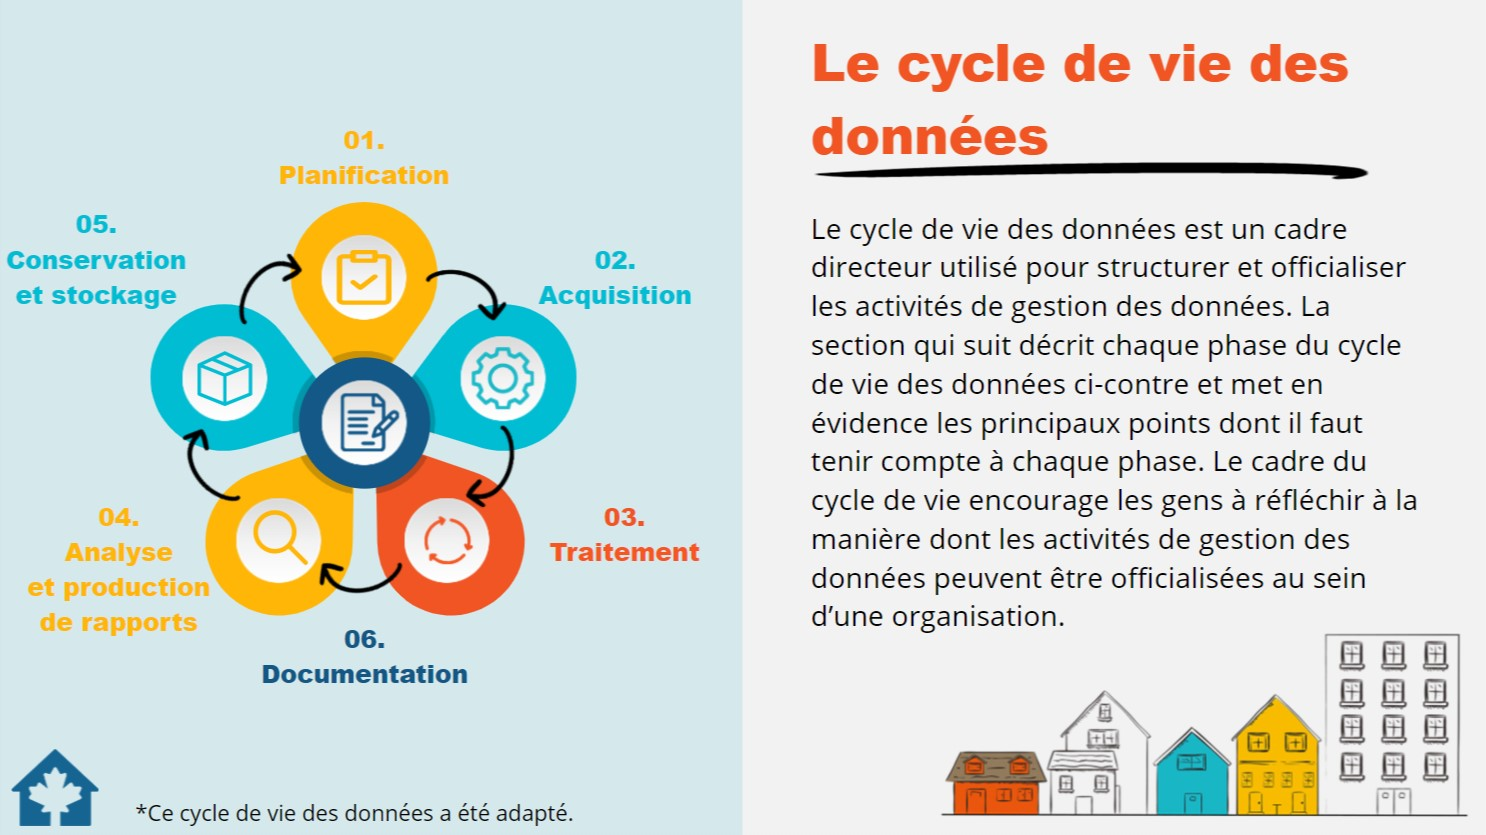 01.
Planification
05.
Conservation
et stockage
02.
Acquisition
04.
Analyse
et production
de rapports
03.
Traitement
06.
Documentation
*Ce cycle de vie des données a été adapté.
Le cycle de vie des
données
Le cycle de vie des données est un cadre
directeur utilisé pour structurer et officialiser
les activités de gestion des données. La
section qui suit décrit chaque phase du cycle
de vie des données ci-contre et met en
évidence les principaux points dont il faut
tenir compte à chaque phase. Le cadre du
cycle de vie encourage les gens à réfléchir à la
manière dont les activités de gestion des
données peuvent être officialisées au sein
d’une organisation.